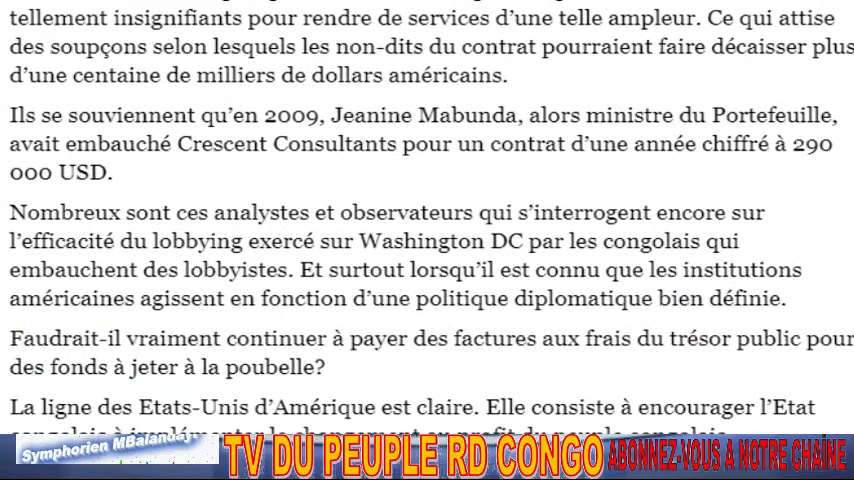 tellement insignifiants pour rendre de services d'une telle ampleur. Ce qui attise
des soupçons selon lesquels les non-dits du contrat pourraient faire décaisser plus
d'une centaine de milliers de dollars américains.
Ils se souviennent qu'en 2009, Jeanine Mabunda, alors ministre du Portefeuille,
avait embauché Crescent Consultants pour un contrat d'une année chiffré à 290
000 USD.
Nombreux sont ces analystes et observateurs qui s'interrogent encore sur
l'efficacité du lobbying exercé sur Washington DC par les congolais qui
embauchent des lobbyistes. Et surtout lorsqu'il est connu que les institutions
américaines agissent en fonction d'une politique diplomatique bien définie.
Faudrait-il vraiment continuer à payer des factures aux frais du trésor public pour
des fonds à jeter à la poubelle?
La ligne des Etats-Unis d'Amérique est claire. Elle consiste à encourager l'Etat
Symphorien MBalanday
TV DU PEUPLE RD CONGO
ABONNEZ-VOUS A NOTRE CHAINE